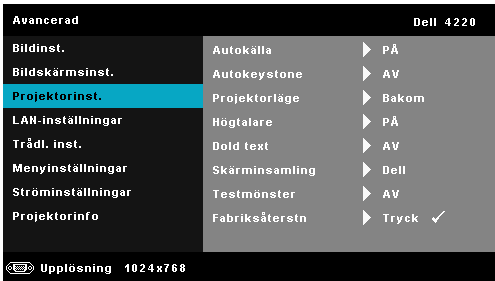 Avancerad Dell 4220
Bildinst.
Bildskärmsinst.
Projektorinst.
LAN-inställningar
Trådl. inst.
Menyinställningar
Ströminställningar
Projektorinfo
Autokälla PÅ
Autokeystone AV
Projektorläge Bakom
Högtalare PÅ
Dold text AV
Skärminsamling Dell
Testmönster AV
Fabriksåterstn Tryck
Upplösning 1024x768